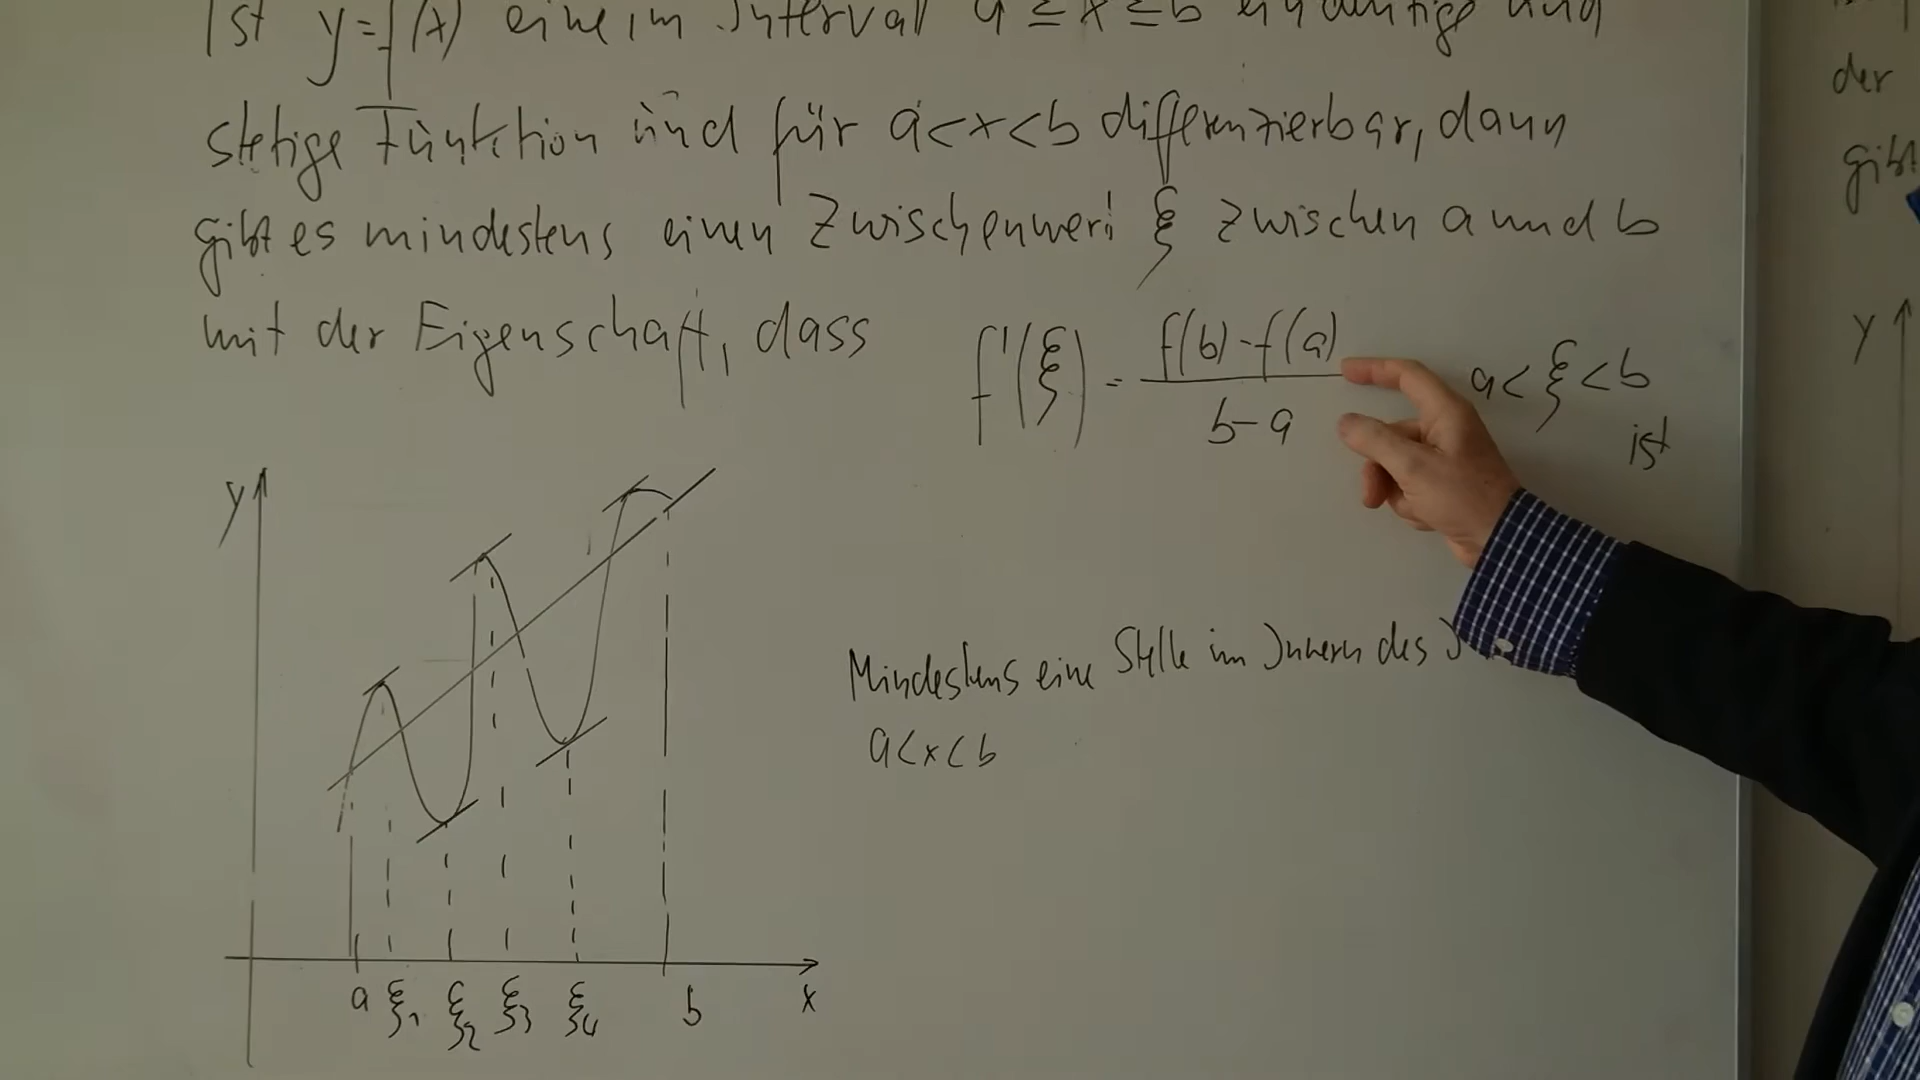 Ist y=f(x) eine im Intervall a ≤ x ≤ b eindeutige und
stetige Funktion und für a<x<b differenzierbar, dann
gibt es mindestens einen Zwischenwert ξ zwischen a und b
mit der Eigenschaft, dass f'(ξ) = (f(b)-f(a))/(b-a) a<ξ<b
ist
y
Mindestens eine Stelle im Innern des
a<x<b
a ξ1 ξ2 ξ3 ξ4 b x
der
gibt
y